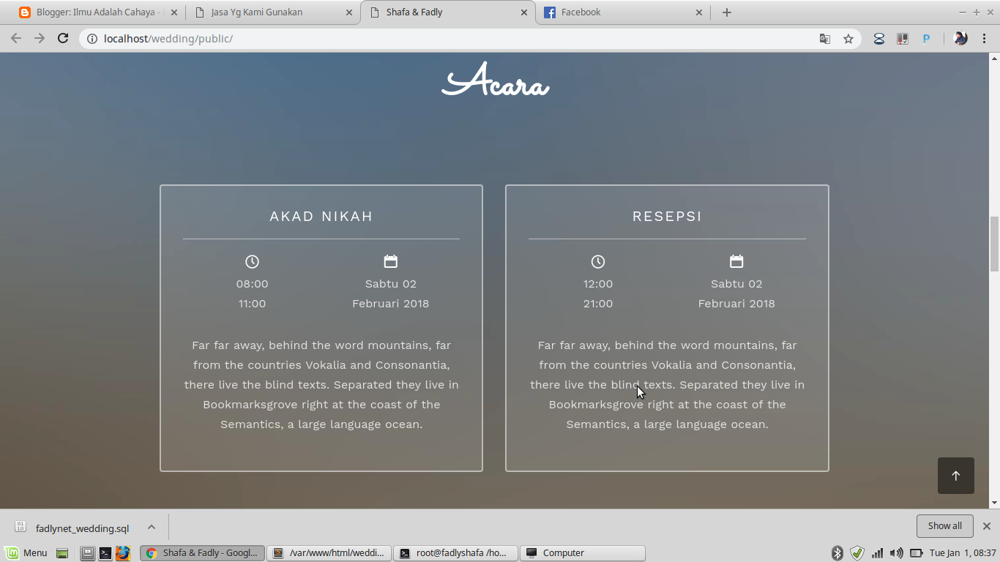 Blogger: Ilmu Adalah Cahaya -
Jasa Yg Kami Gunakan
Shafa & Fadly
Facebook
localhost/wedding/public/
Acara
AKAD NIKAH
08:00
11:00
Sabtu 02
Februari 2018
Far far away, behind the word mountains, far
from the countries Vokalia and Consonantia,
there live the blind texts. Separated they live in
Bookmarksgrove right at the coast of the
Semantics, a large language ocean.
RESEPSI
12:00
21:00
Sabtu 02
Februari 2018
Far far away, behind the word mountains, far
from the countries Vokalia and Consonantia,
there live the blind texts. Separated they live in
Bookmarksgrove right at the coast of the
Semantics, a large language ocean.
fadlynet_wedding.sql
Show all
Menu
Shafa & Fadly - Googl...
/var/www/html/weddi...
root@fadlyshafa /ho...
Computer
Tue Jan 1, 08:37